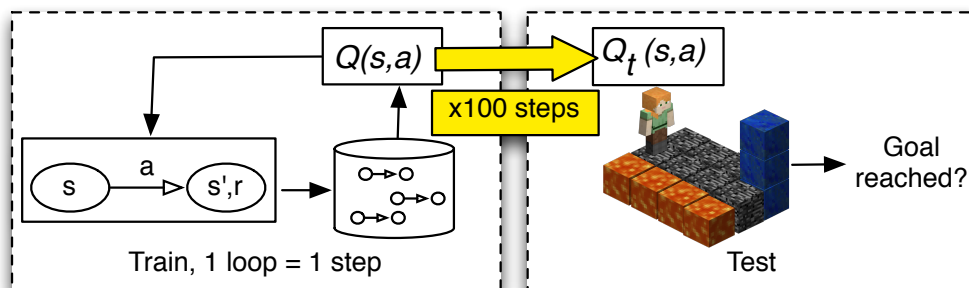 Q(s,a)
Q_t (s,a)
x100 steps
s
a
s',r
Goal
reached?
Train, 1 loop = 1 step
Test